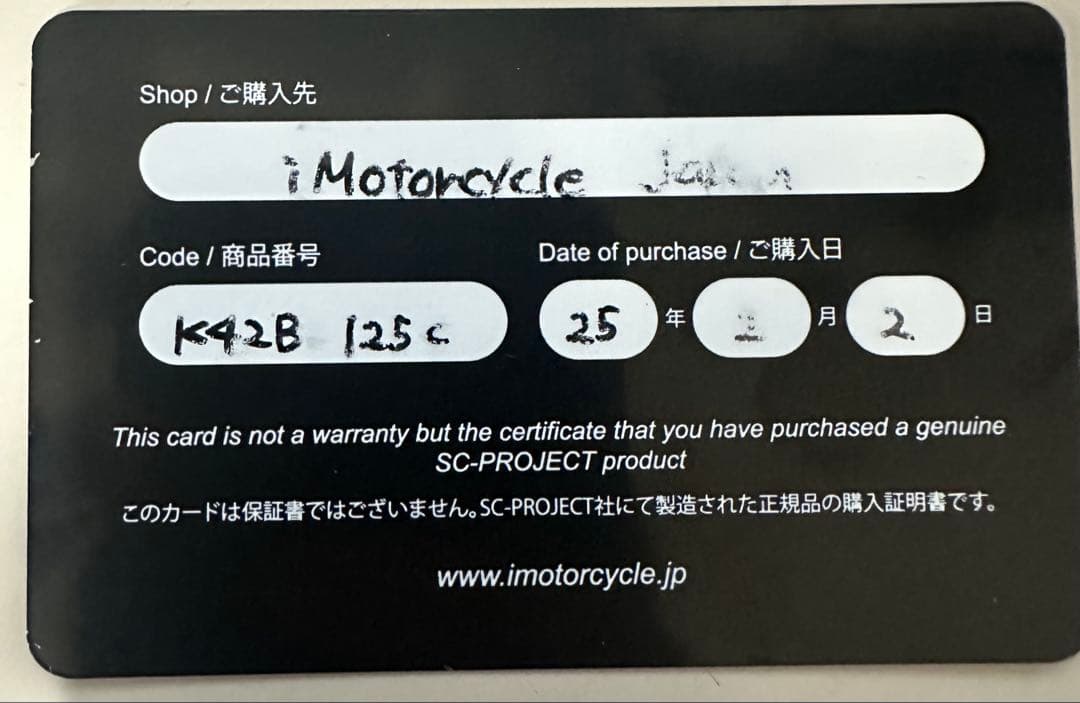 Shop / ご購入先
iMotorcycle
Code / 商品番号
Date of purchase / ご購入日
K42B 125c
25 年 月 2 日
This card is not a warranty but the certificate that you have purchased a genuine
SC-PROJECT product
このカードは保証書ではございません。SC-PROJECT社にて製造された正規品の購入証明書です。
www.imotorcycle.jp